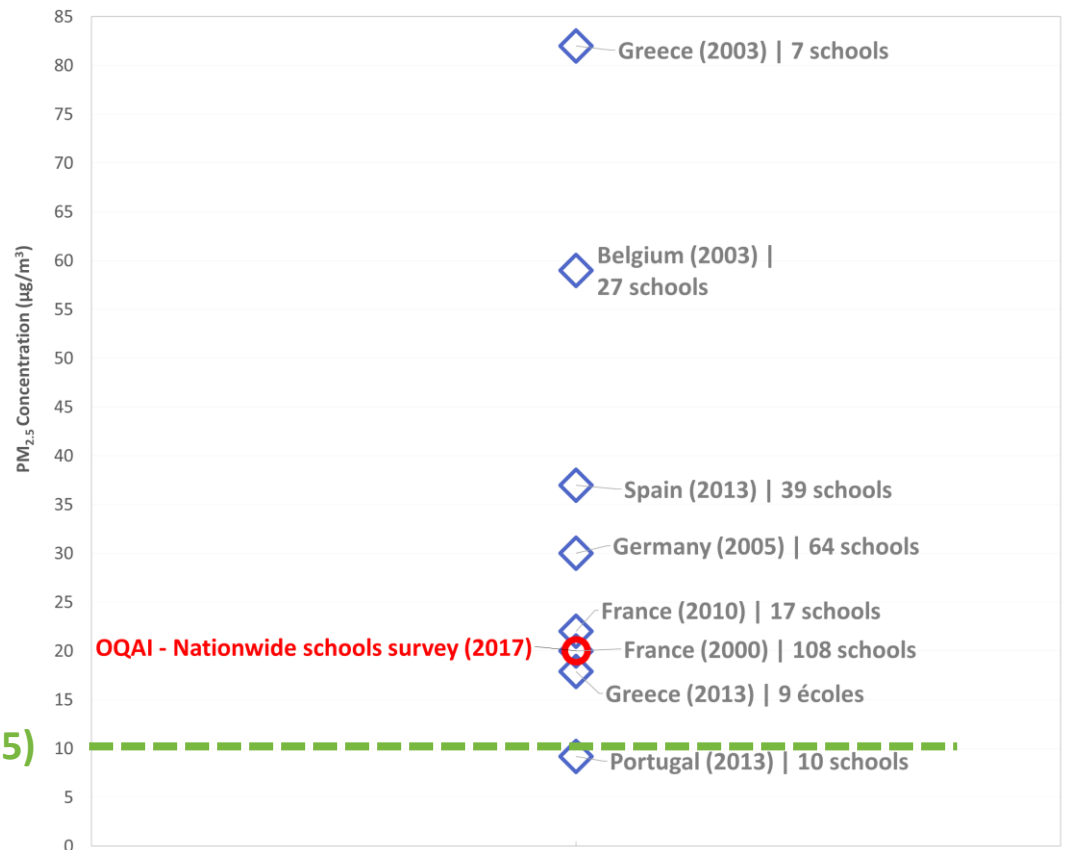 85
80
75
70
65
60
55
50
45
40
35
30
25
20
15
10
5
0
PM2.5 Concentration (µg/m³)
Greece (2003) | 7 schools
Belgium (2003) |
27 schools
Spain (2013) | 39 schools
Germany (2005) | 64 schools
France (2010) | 17 schools
OQAI - Nationwide schools survey (2017)
France (2000) | 108 schools
Greece (2013) | 9 écoles
5)
Portugal (2013) | 10 schools